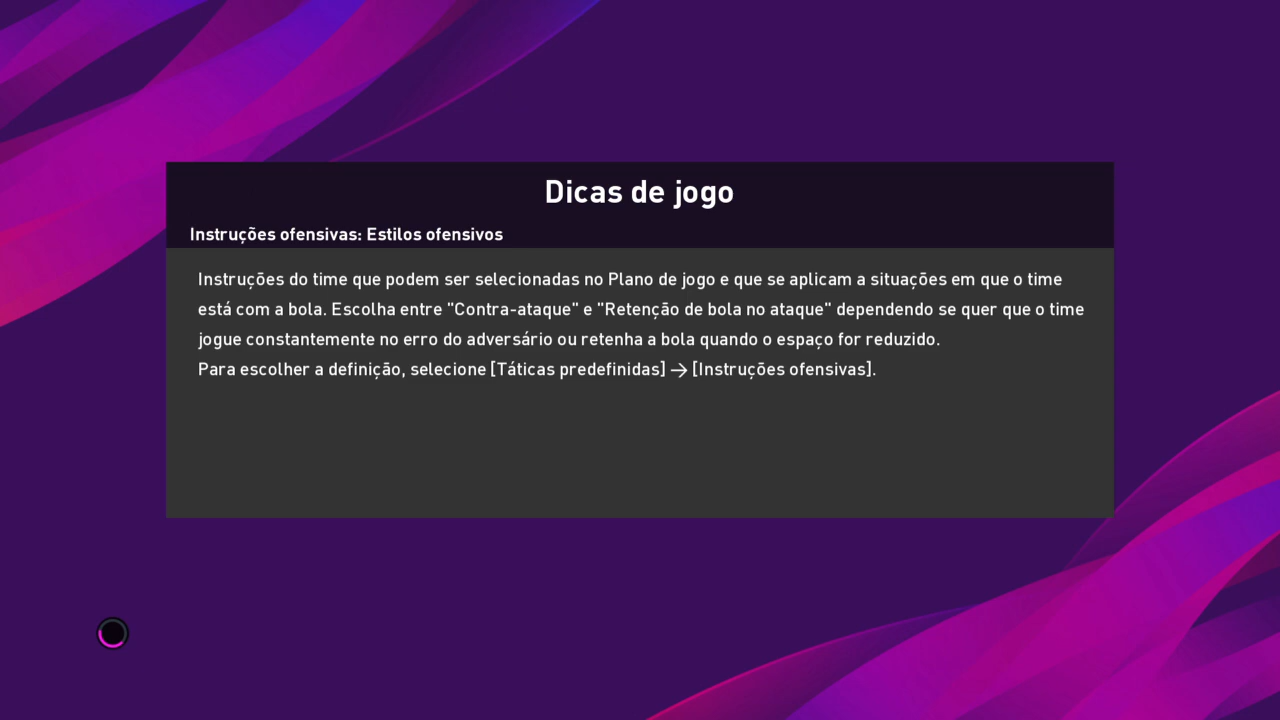 Dicas de jogo
Instruções ofensivas: Estilos ofensivos
Instruções do time que podem ser selecionadas no Plano de jogo e que se aplicam a situações em que o time
está com a bola. Escolha entre "Contra-ataque" e "Retenção de bola no ataque" dependendo se quer que o time
jogue constantemente no erro do adversário ou retenha a bola quando o espaço for reduzido.
Para escolher a definição, selecione [Táticas predefinidas] → [Instruções ofensivas].